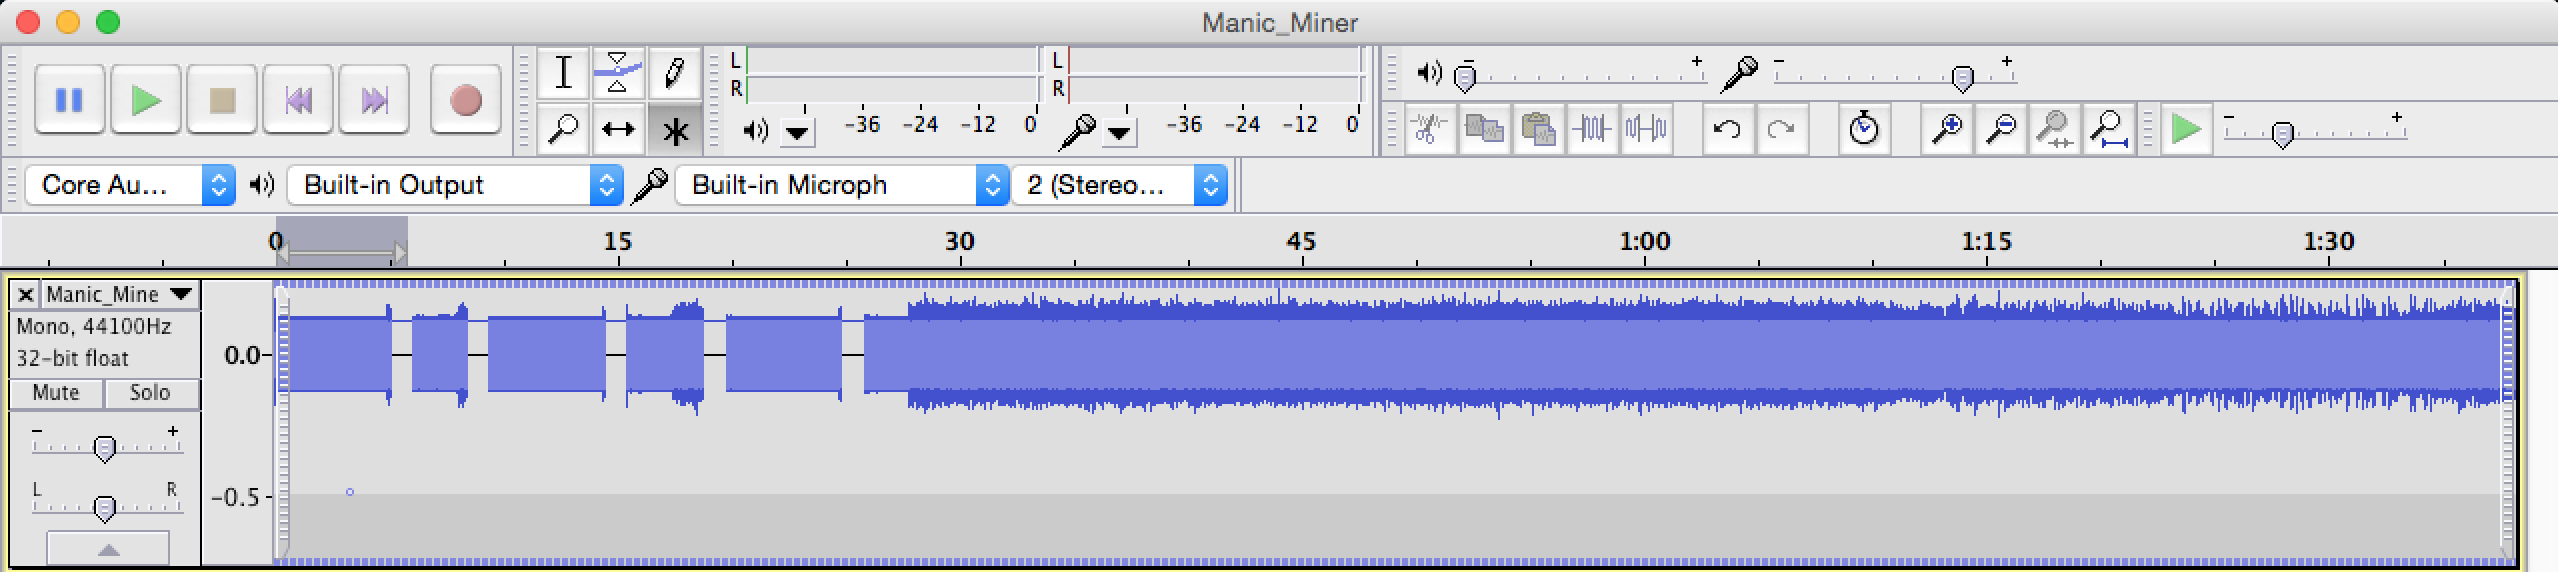 Manic_Miner
L
R
-36 -24 -12 0
L
R
-36 -24 -12 0
- +
- +
- +
Core Au... Built-in Output Built-in Microph 2 (Stereo...
0 15 30 45 1:00 1:15 1:30
Manic_Mine
Mono, 44100Hz
32-bit float
Mute Solo
- +
L R
0.0-
-0.5-